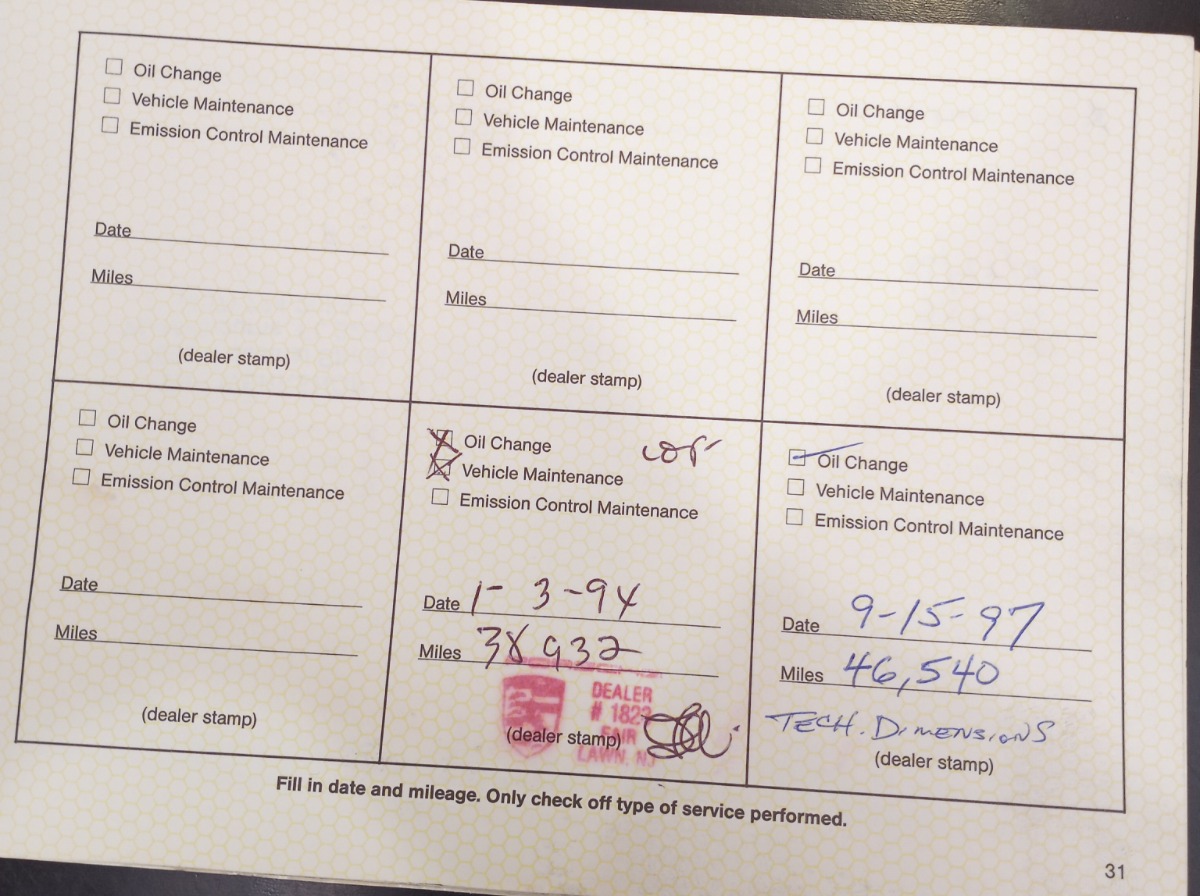 Oil Change
Vehicle Maintenance
Emission Control Maintenance
Date
Miles
(dealer stamp)
Oil Change
Vehicle Maintenance
Emission Control Maintenance
Date
Miles
(dealer stamp)
Oil Change
Vehicle Maintenance
Emission Control Maintenance
Date
Miles
(dealer stamp)
Oil Change
Vehicle Maintenance
Emission Control Maintenance
Date
Miles
(dealer stamp)
Oil Change
Vehicle Maintenance
Emission Control Maintenance
Date 1-3-94
Miles 38932
DEALER
# 182
(dealer stamp) FAIR
LAWN, NJ
Oil Change
Vehicle Maintenance
Emission Control Maintenance
Date 9-15-97
Miles 46,540
TECH. DIMENSIONS
(dealer stamp)
Fill in date and mileage. Only check off type of service performed.
31